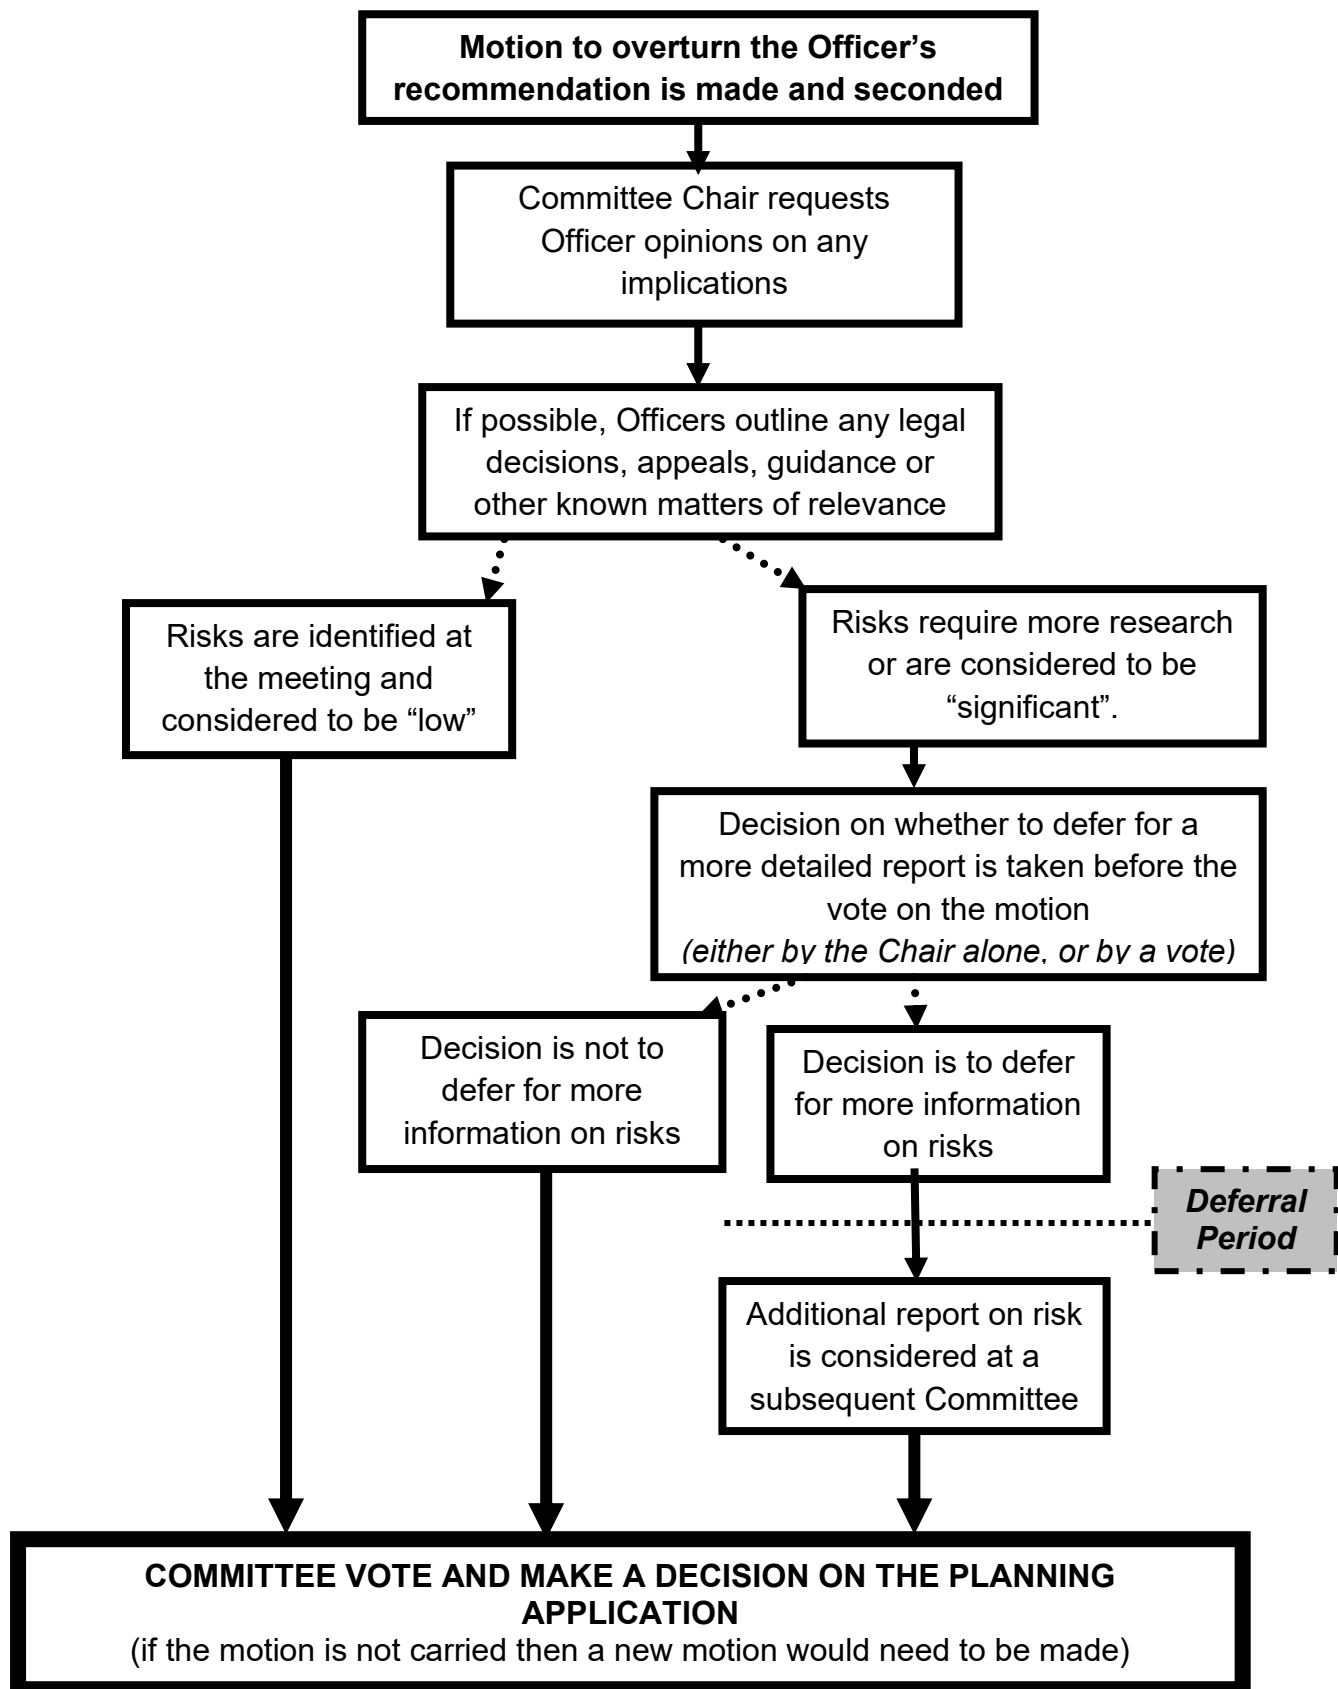 Motion to overturn the Officer’s
recommendation is made and seconded
Committee Chair requests
Officer opinions on any
implications
If possible, Officers outline any legal
decisions, appeals, guidance or
other known matters of relevance
Risks are identified at
the meeting and
considered to be “low”
Risks require more research
or are considered to be
“significant”.
Decision on whether to defer for a
more detailed report is taken before the
vote on the motion
(either by the Chair alone, or by a vote)
Decision is not to
defer for more
information on risks
Decision is to defer
for more information
on risks
Deferral
Period
Additional report on risk
is considered at a
subsequent Committee
COMMITTEE VOTE AND MAKE A DECISION ON THE PLANNING
APPLICATION
(if the motion is not carried then a new motion would need to be made)